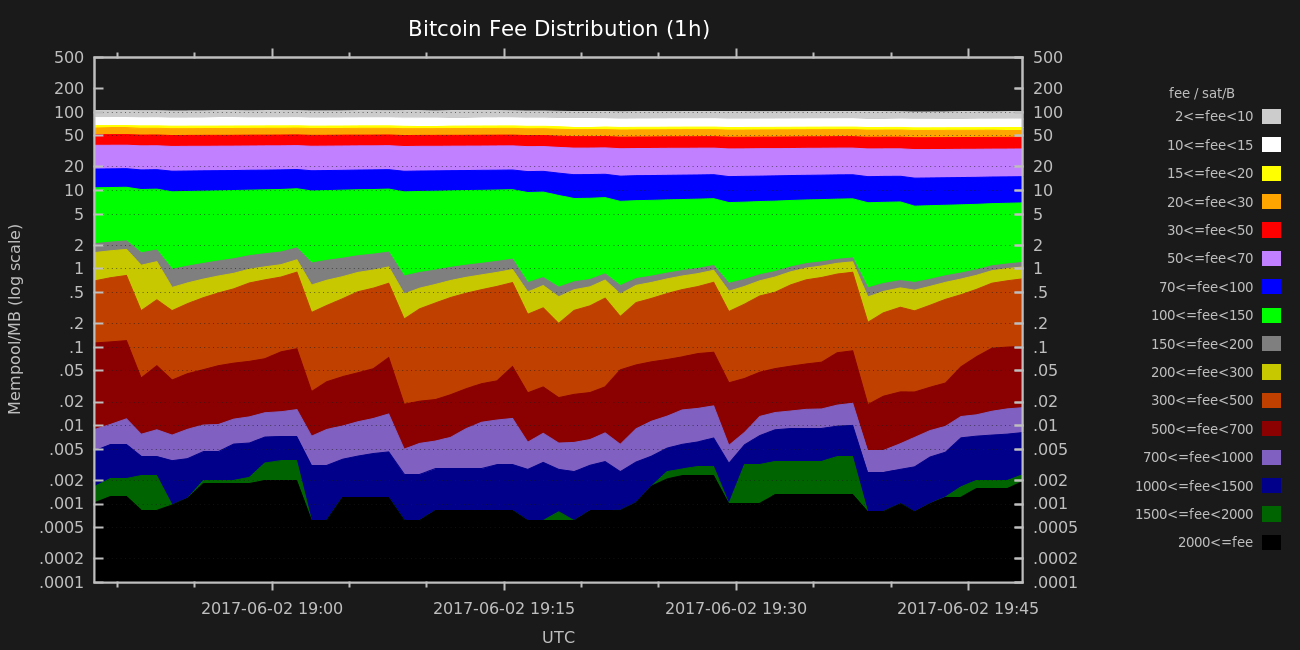 Bitcoin Fee Distribution (1h)
Mempool/MB (log scale)
500
200
100
50
20
10
5
2
1
.5
.2
.1
.05
.02
.01
.005
.002
.001
.0005
.0002
.0001
500
200
100
50
20
10
5
2
1
.5
.2
.1
.05
.02
.01
.005
.002
.001
.0005
.0002
.0001
fee / sat/B
2<=fee<10
10<=fee<15
15<=fee<20
20<=fee<30
30<=fee<50
50<=fee<70
70<=fee<100
100<=fee<150
150<=fee<200
200<=fee<300
300<=fee<500
500<=fee<700
700<=fee<1000
1000<=fee<1500
1500<=fee<2000
2000<=fee
2017-06-02 19:00 2017-06-02 19:15 2017-06-02 19:30 2017-06-02 19:45
UTC